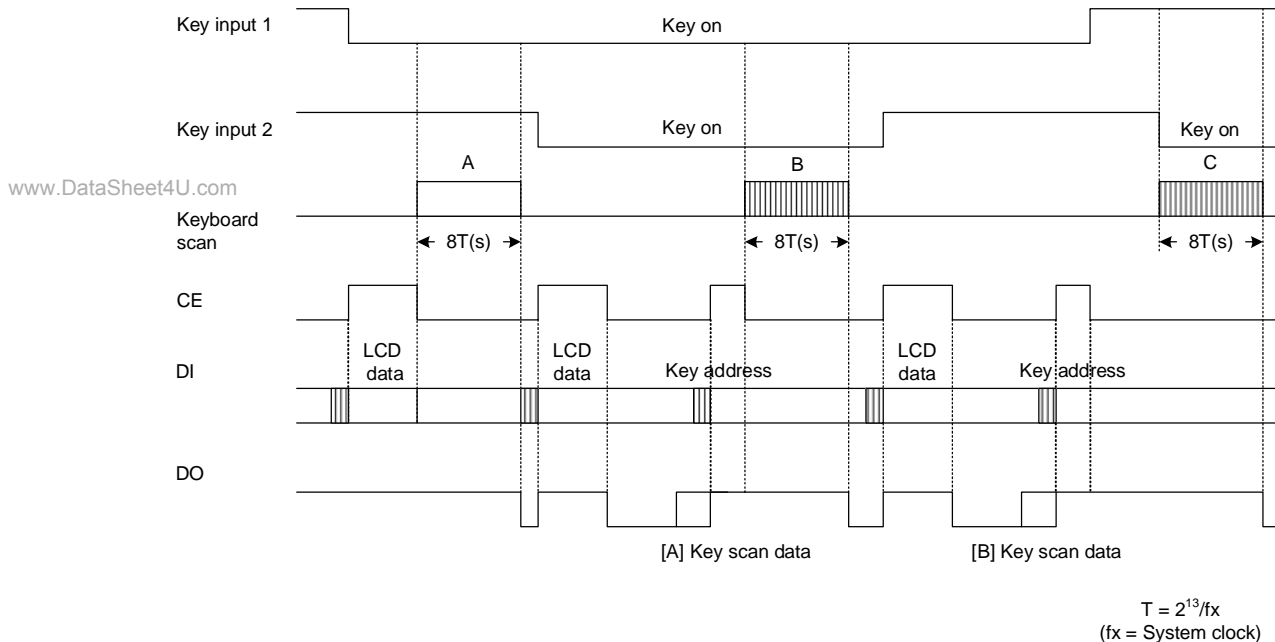 Key input 1
Key on
Key input 2
Key on
Key on
A
B
C
www.DataSheet4U.com
Keyboard
scan
8T(s)
8T(s)
8T(s)
CE
LCD
data
LCD
data
LCD
data
DI
Key address
Key address
DO
[A] Key scan data
[B] Key scan data
T = 2¹³/fx
(fx = System clock)